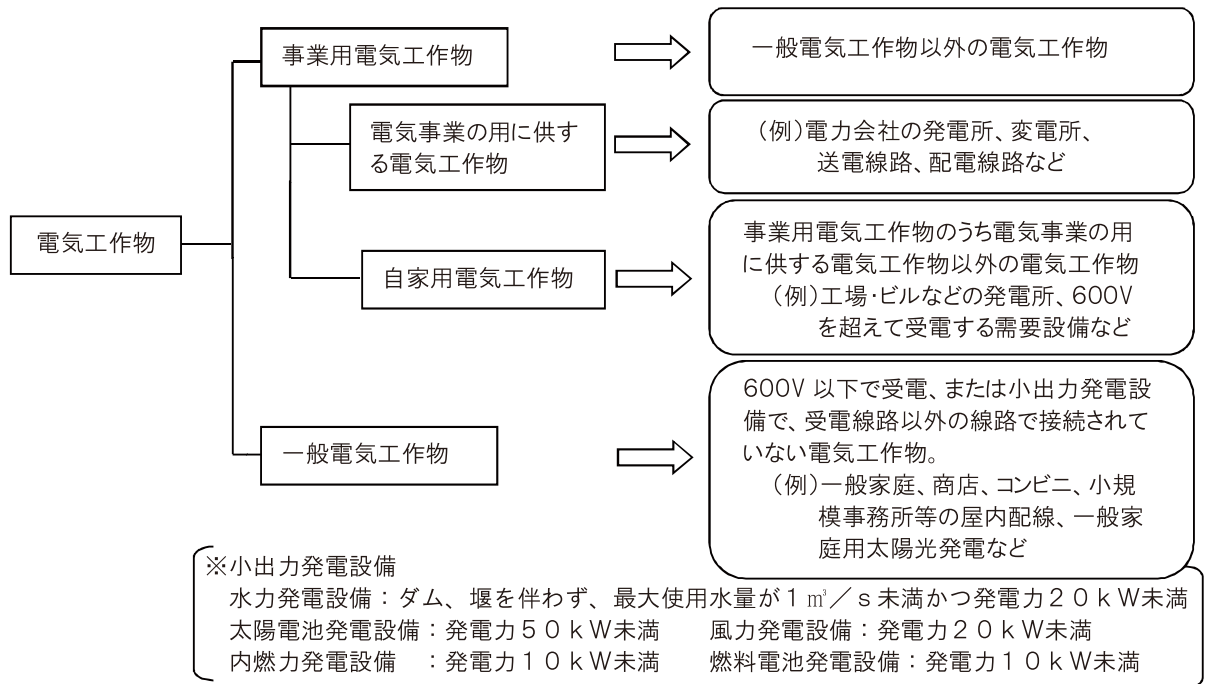 事業用電気工作物
一般電気工作物以外の電気工作物
電気事業の用に供す
る電気工作物
（例）電力会社の発電所、変電所、
送電線路、配電線路など
電気工作物
自家用電気工作物
事業用電気工作物のうち電気事業の用
に供する電気工作物以外の電気工作物
（例）工場･ビルなどの発電所、600V
を超えて受電する需要設備など
一般電気工作物
600V 以下で受電、または小出力発電設
備で、受電線路以外の線路で接続されて
いない電気工作物。
（例）一般家庭、商店、コンビニ、小規
模事務所等の屋内配線、一般家
庭用太陽光発電など
※小出力発電設備
水力発電設備：ダム、堰を伴わず、最大使用水量が１㎥／ｓ未満かつ発電力２０ｋＷ未満
太陽電池発電設備：発電力５０ｋＷ未満　　風力発電設備：発電力２０ｋＷ未満
内燃力発電設備　：発電力１０ｋＷ未満　　燃料電池発電設備：発電力１０ｋＷ未満